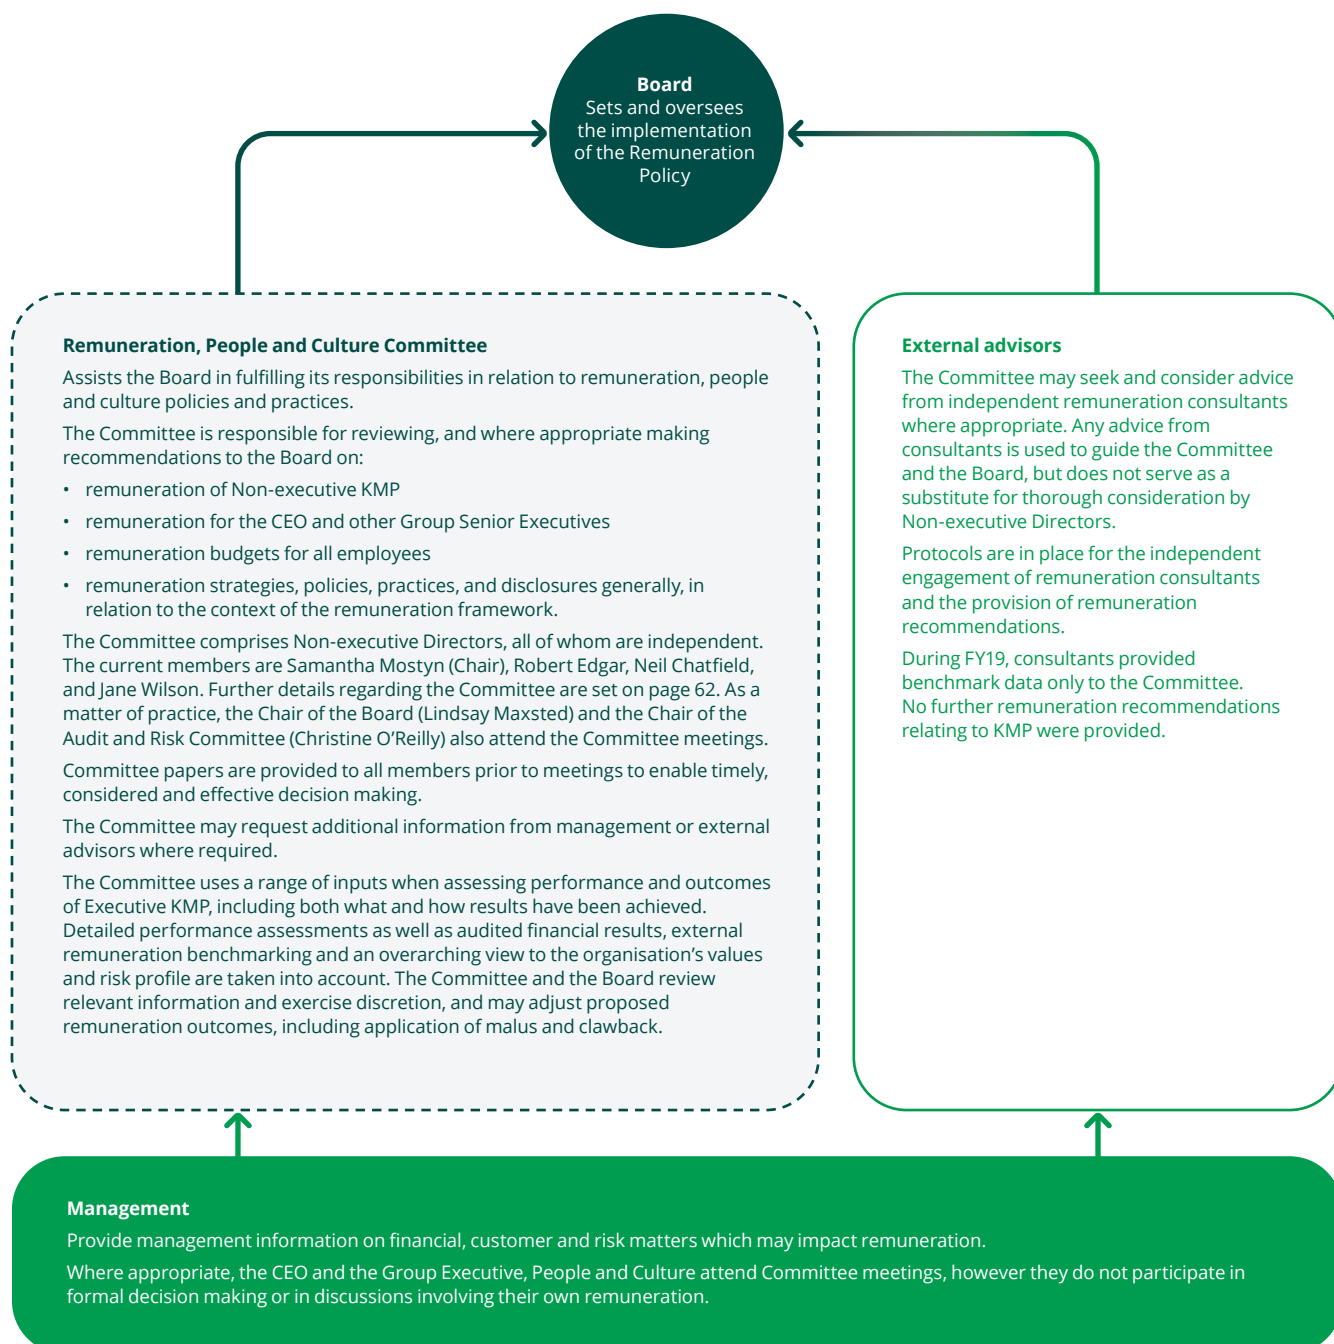 Board
Sets and oversees
the implementation
of the Remuneration
Policy
Remuneration, People and Culture Committee
Assists the Board in fulfilling its responsibilities in relation to remuneration, people
and culture policies and practices.
The Committee is responsible for reviewing, and where appropriate making
recommendations to the Board on:
• remuneration of Non-executive KMP
• remuneration for the CEO and other Group Senior Executives
• remuneration budgets for all employees
• remuneration strategies, policies, practices, and disclosures generally, in
relation to the context of the remuneration framework.
The Committee comprises Non-executive Directors, all of whom are independent.
The current members are Samantha Mostyn (Chair), Robert Edgar, Neil Chatfield,
and Jane Wilson. Further details regarding the Committee are set on page 62. As a
matter of practice, the Chair of the Board (Lindsay Maxsted) and the Chair of the
Audit and Risk Committee (Christine O’Reilly) also attend the Committee meetings.
Committee papers are provided to all members prior to meetings to enable timely,
considered and effective decision making.
The Committee may request additional information from management or external
advisors where required.
The Committee uses a range of inputs when assessing performance and outcomes
of Executive KMP, including both what and how results have been achieved.
Detailed performance assessments as well as audited financial results, external
remuneration benchmarking and an overarching view to the organisation’s values
and risk profile are taken into account. The Committee and the Board review
relevant information and exercise discretion, and may adjust proposed
remuneration outcomes, including application of malus and clawback.
External advisors
The Committee may seek and consider advice
from independent remuneration consultants
where appropriate. Any advice from
consultants is used to guide the Committee
and the Board, but does not serve as a
substitute for thorough consideration by
Non-executive Directors.
Protocols are in place for the independent
engagement of remuneration consultants
and the provision of remuneration
recommendations.
During FY19, consultants provided
benchmark data only to the Committee.
No further remuneration recommendations
relating to KMP were provided.
Management
Provide management information on financial, customer and risk matters which may impact remuneration.
Where appropriate, the CEO and the Group Executive, People and Culture attend Committee meetings, however they do not participate in
formal decision making or in discussions involving their own remuneration.